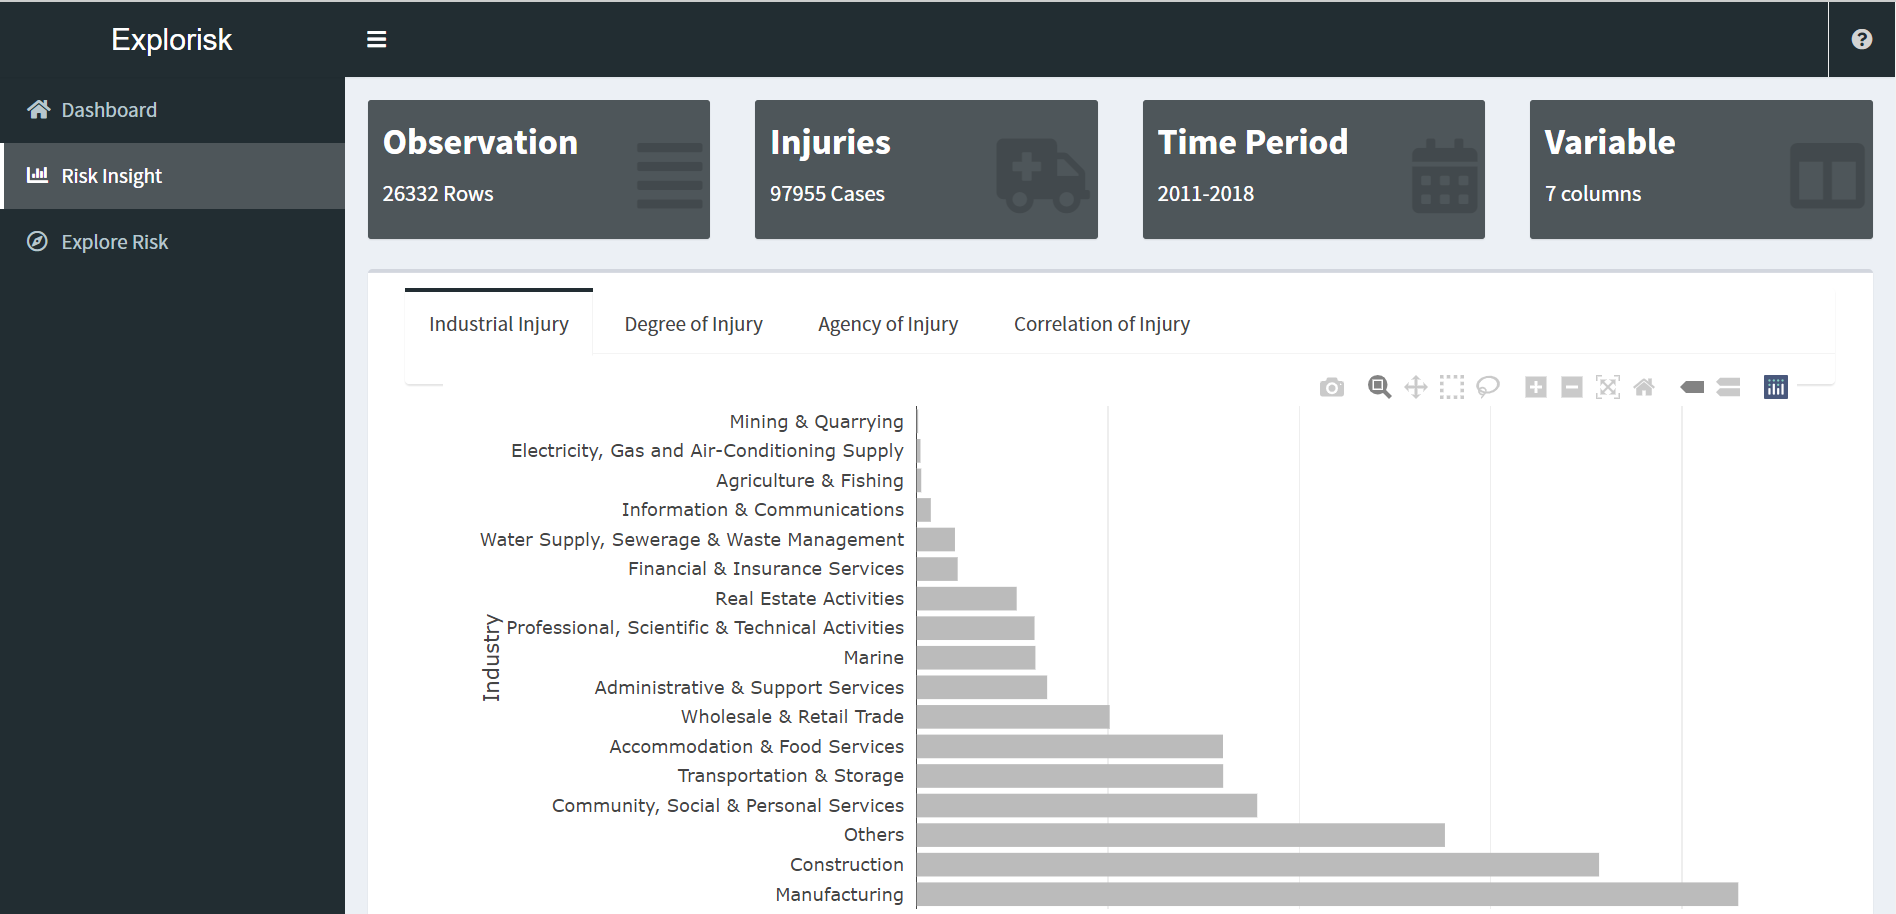 Explorisk
Dashboard
Risk Insight
Explore Risk
Observation
26332 Rows
Injuries
97955 Cases
Time Period
2011-2018
Variable
7 columns
Industrial Injury
Degree of Injury
Agency of Injury
Correlation of Injury
Industry
Mining & Quarrying
Electricity, Gas and Air-Conditioning Supply
Agriculture & Fishing
Information & Communications
Water Supply, Sewerage & Waste Management
Financial & Insurance Services
Real Estate Activities
Professional, Scientific & Technical Activities
Marine
Administrative & Support Services
Wholesale & Retail Trade
Accommodation & Food Services
Transportation & Storage
Community, Social & Personal Services
Others
Construction
Manufacturing